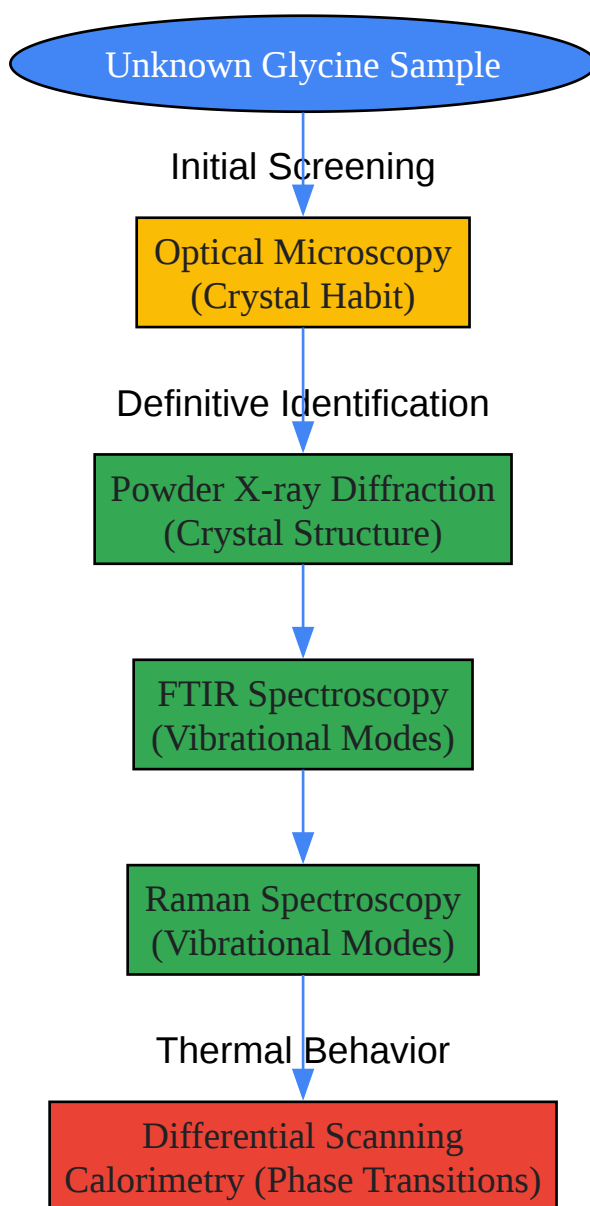 Unknown Glycine Sample
Initial Screening
Optical Microscopy
(Crystal Habit)
Definitive Identification
Powder X-ray Diffraction
(Crystal Structure)
FTIR Spectroscopy
(Vibrational Modes)
Raman Spectroscopy
(Vibrational Modes)
Thermal Behavior
Differential Scanning
Calorimetry (Phase Transitions)